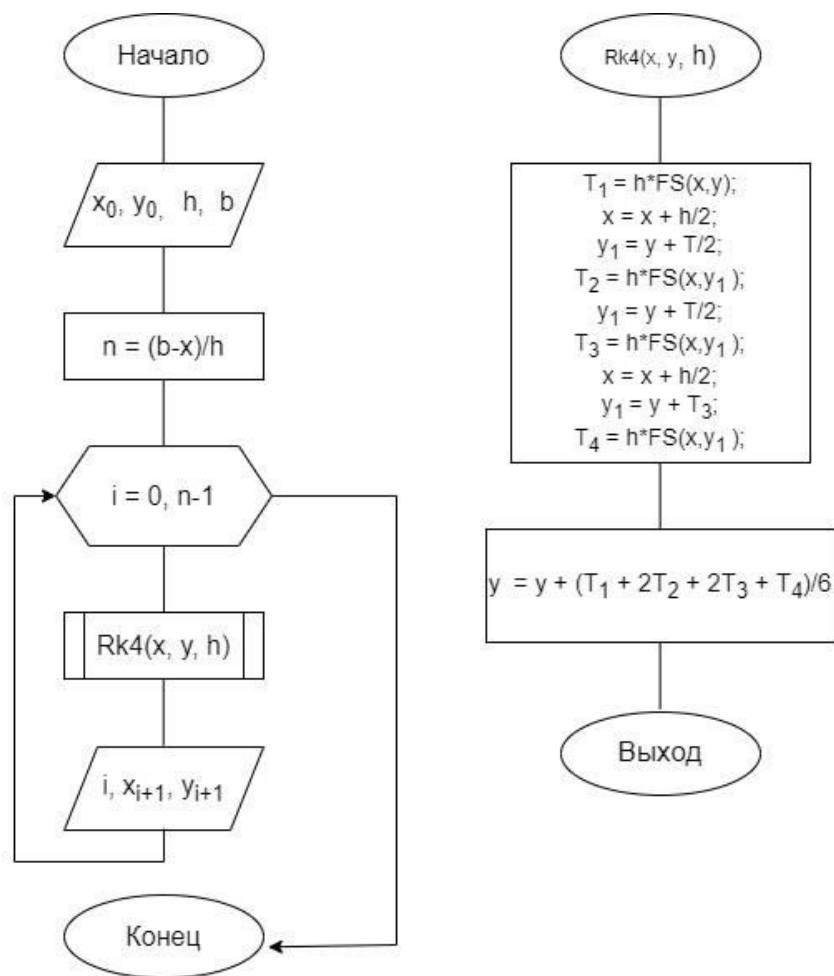 Начало
x₀, y₀, h, b
n = (b-x)/h
i = 0, n-1
Rk4(x, y, h)
i, xᵢ₊₁, yᵢ₊₁
Конец
Rk4(x, y, h)
T₁ = h*FS(x,y);
x = x + h/2;
y₁ = y + T/2;
T₂ = h*FS(x,y₁);
y₁ = y + T/2;
T₃ = h*FS(x,y₁);
x = x + h/2;
y₁ = y + T₃;
T₄ = h*FS(x,y₁);
y = y + (T₁ + 2T₂ + 2T₃ + T₄)/6
Выход